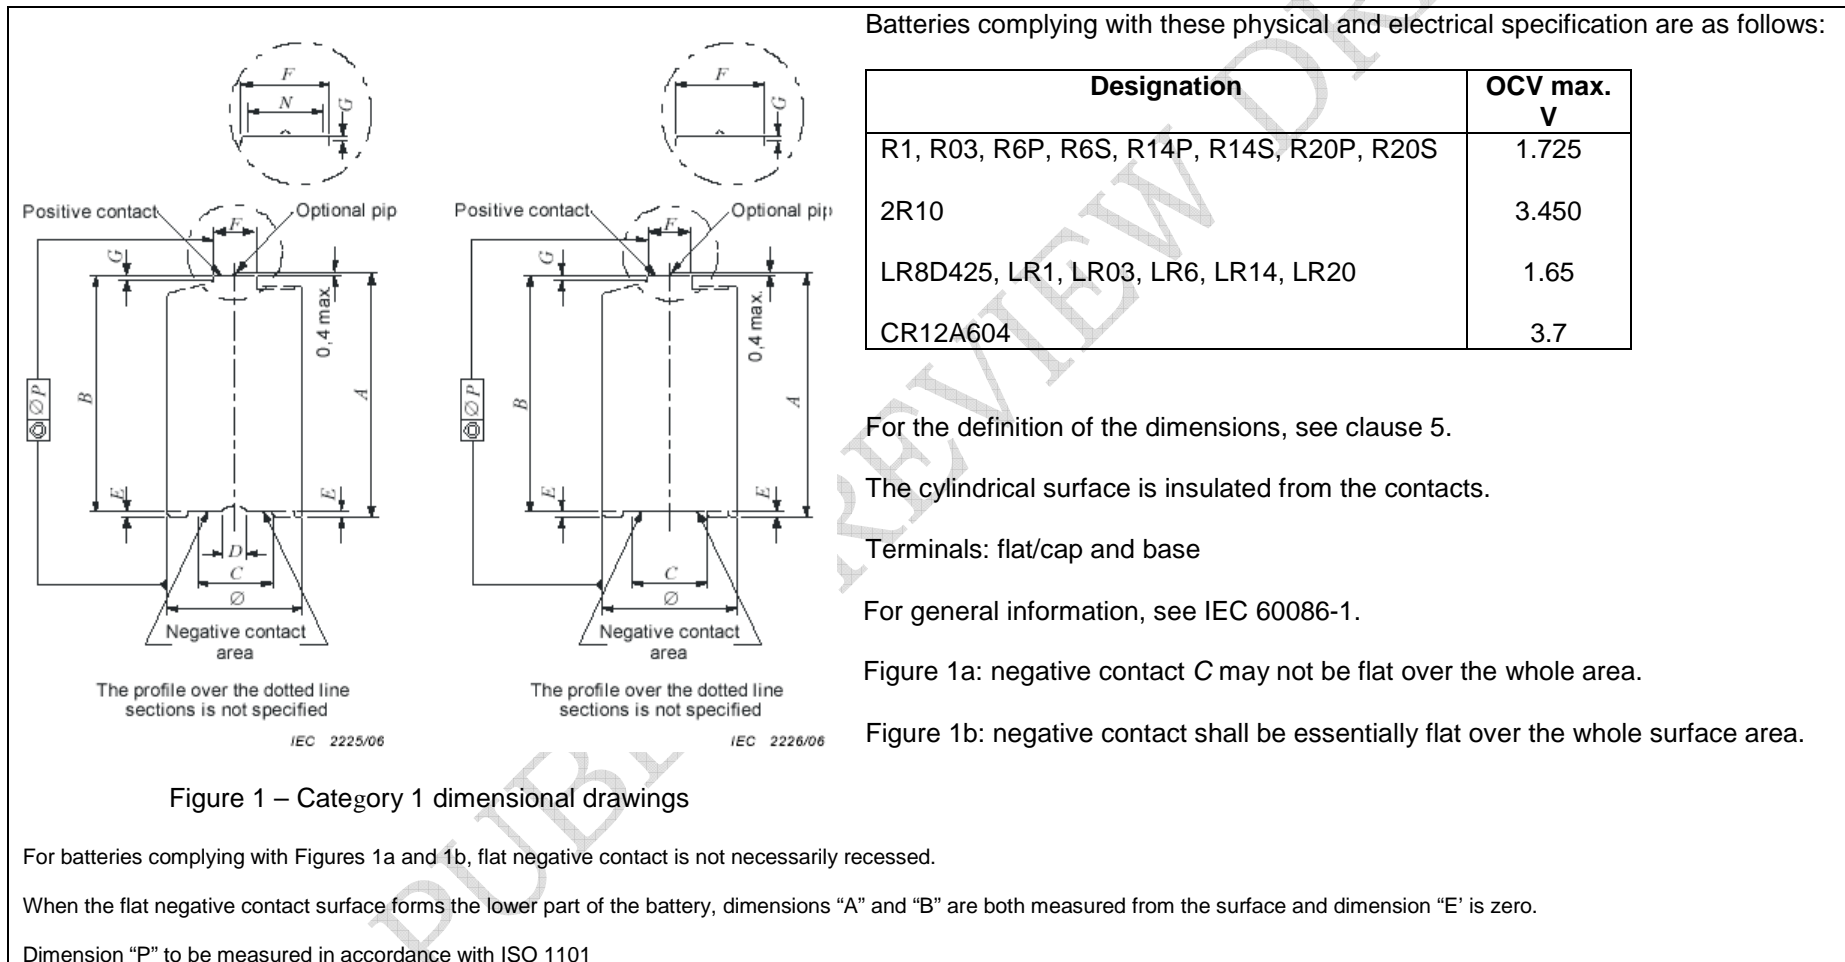 F
N
G
F
G
Positive contact
Optional pip
F
G
0,4 max.
∅ P
B
A
E
E
D
C
∅
Negative contact
area
The profile over the dotted line
sections is not specified
IEC 2225/06
Positive contact
Optional pip
F
G
0,4 max.
∅ P
B
A
E
E
C
∅
Negative contact
area
The profile over the dotted line
sections is not specified
IEC 2226/06
Figure 1 – Category 1 dimensional drawings
Batteries complying with these physical and electrical specification are as follows:
Designation OCV max.
V
R1, R03, R6P, R6S, R14P, R14S, R20P, R20S 1.725
2R10 3.450
LR8D425, LR1, LR03, LR6, LR14, LR20 1.65
CR12A604 3.7
For the definition of the dimensions, see clause 5.
The cylindrical surface is insulated from the contacts.
Terminals: flat/cap and base
For general information, see IEC 60086-1.
Figure 1a: negative contact C may not be flat over the whole area.
Figure 1b: negative contact shall be essentially flat over the whole surface area.
For batteries complying with Figures 1a and 1b, flat negative contact is not necessarily recessed.
When the flat negative contact surface forms the lower part of the battery, dimensions “A” and “B” are both measured from the surface and dimension “E’ is zero.
Dimension “P” to be measured in accordance with ISO 1101
REVIEW